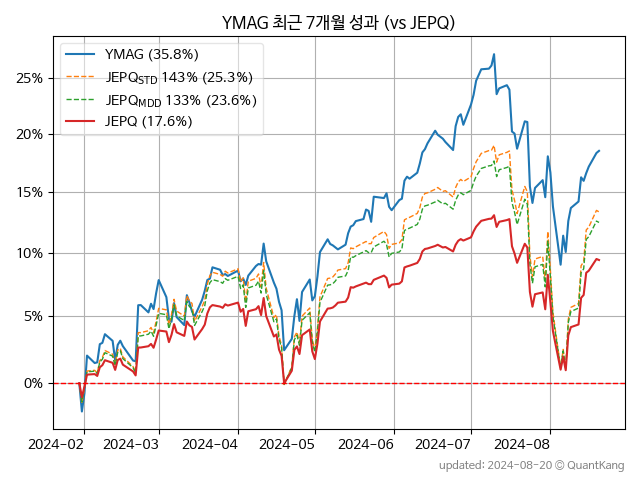 YMAG 최근 7개월 성과 (vs JEPQ)
YMAG (35.8%)
JEPQSTD 143% (25.3%)
JEPQMDD 133% (23.6%)
JEPQ (17.6%)
25%
20%
15%
10%
5%
0%
2024-02 2024-03 2024-04 2024-05 2024-06 2024-07 2024-08
updated: 2024-08-20 © QuantKang